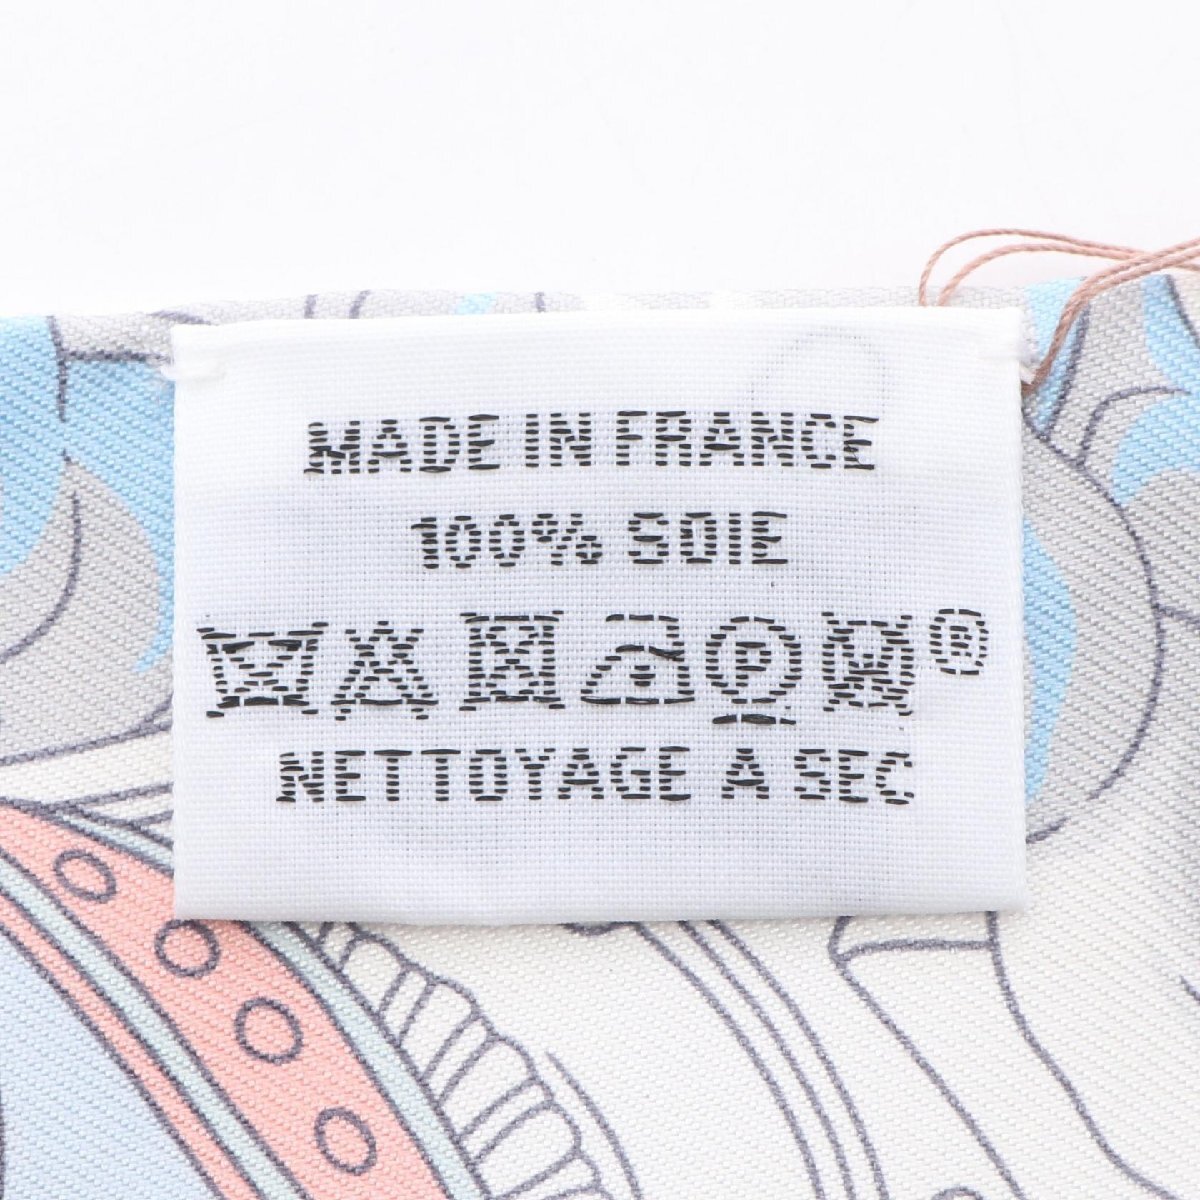 MADE IN FRANCE
100% SOIE
P W ®
NETTOYAGE A SEC